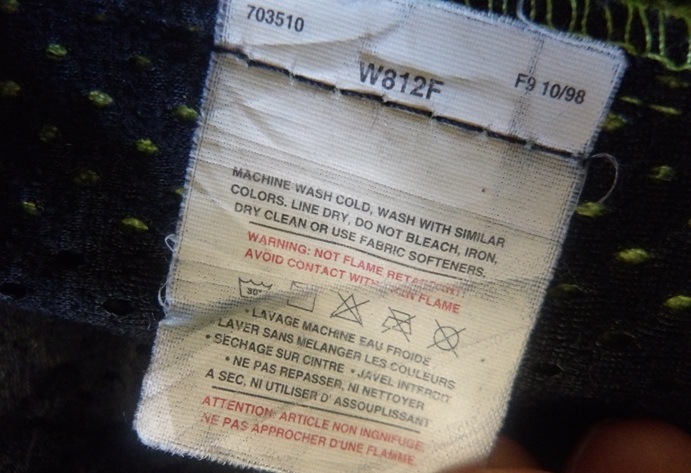 703510
W812F F9 10/98
MACHINE WASH COLD, WASH WITH SIMILAR
COLORS. LINE DRY, DO NOT BLEACH, IRON,
DRY CLEAN OR USE FABRIC SOFTENERS.
WARNING: NOT FLAME RETARDANT!
AVOID CONTACT WITH OPEN FLAME
30°
• LAVAGE MACHINE EAU FROIDE
LAVER SANS MELANGER LES COULEURS
• SECHAGE SUR CINTRE • JAVEL INTERDIT
• NE PAS REPASSER, NI NETTOYER
A SEC, NI UTILISER D'ASSOUPLISSANT
ATTENTION: ARTICLE NON INGNIFUGE,
NE PAS APPROCHER D'UNE FLAMME